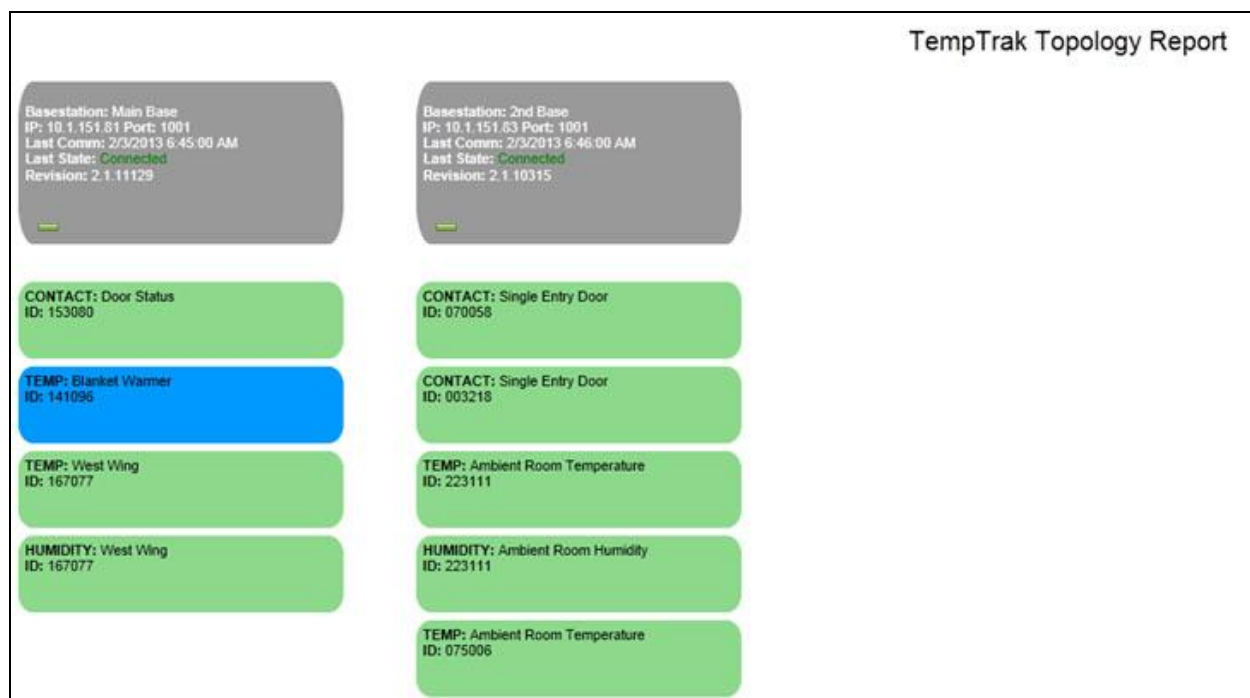 TempTrak Topology Report
Basestation: Main Base
IP: 10.1.151.81 Port: 1001
Last Comm: 2/3/2013 6:45:00 AM
Last State: Connected
Revision: 2.1.11129
CONTACT: Door Status
ID: 153080
TEMP: Blanket Warmer
ID: 141096
TEMP: West Wing
ID: 167077
HUMIDITY: West Wing
ID: 167077
Basestation: 2nd Base
IP: 10.1.151.83 Port: 1001
Last Comm: 2/3/2013 6:46:00 AM
Last State: Connected
Revision: 2.1.10315
CONTACT: Single Entry Door
ID: 070058
CONTACT: Single Entry Door
ID: 003218
TEMP: Ambient Room Temperature
ID: 223111
HUMIDITY: Ambient Room Humidity
ID: 223111
TEMP: Ambient Room Temperature
ID: 075006